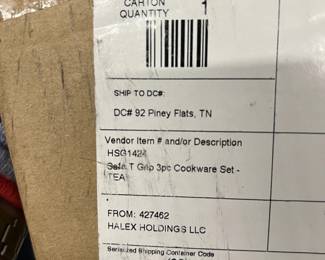 CARTON
QUANTITY 1
SHIP TO DC#:
DC# 92 Piney Flats, TN
Vendor Item # and/or Description
HSG1424
Safe T Grip 3pc Cookware Set -
TEA
FROM: 427462
HALEX HOLDINGS LLC
Serialized Shipping Container Code